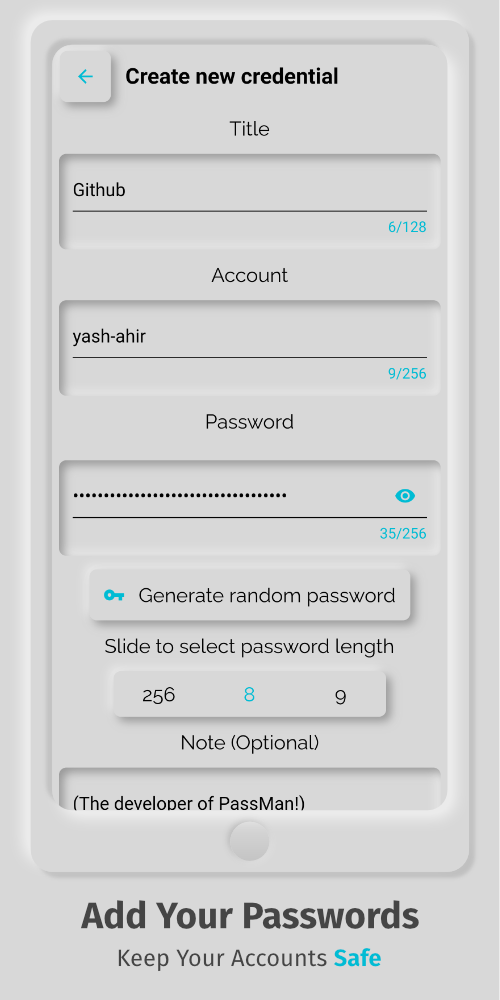 Create new credential
Title
Github
6/128
Account
yash-ahir
9/256
Password
•••••••••••••••••••••••••••••••••••
35/256
Generate random password
Slide to select password length
256 8 9
Note (Optional)
(The developer of PassMan!)
Add Your Passwords
Keep Your Accounts Safe